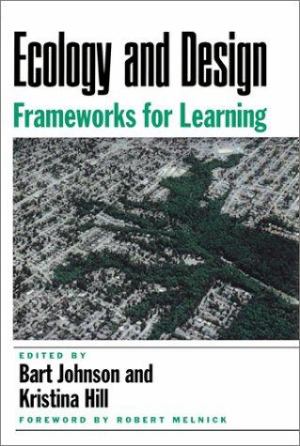 Ecology and Design
Frameworks for Learning
EDITED BY
Bart Johnson and
Kristina Hill
FOREWORD BY ROBERT MELNICK